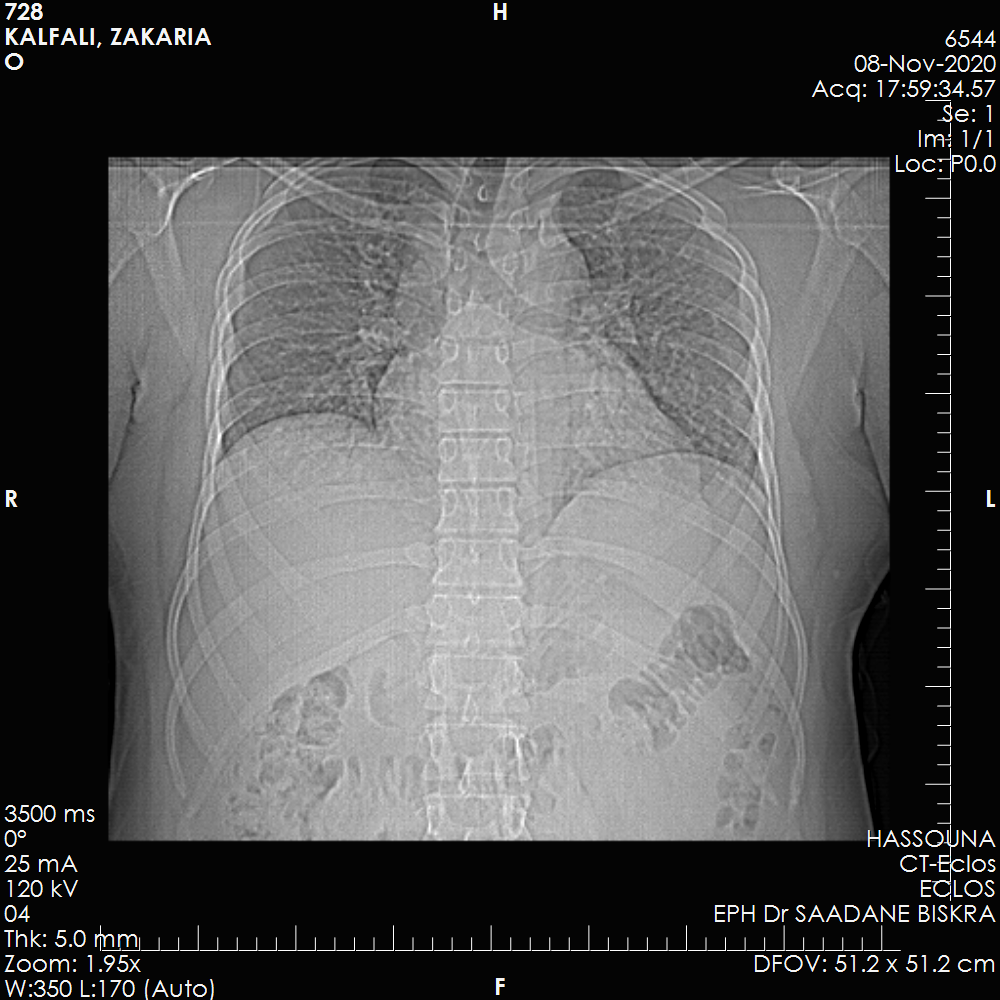 728
KALFALI, ZAKARIA
O
H
6544
08-Nov-2020
Acq: 17:59:34.57
Se: 1
Im: 1/1
Loc: P0.0
R
L
3500 ms
0°
25 mA
120 kV
04
Thk: 5.0 mm
Zoom: 1.95x
W:350 L:170 (Auto)
F
HASSOUNA
CT-Eclos
ECLOS
EPH Dr SAADANE BISKRA
DFOV: 51.2 x 51.2 cm